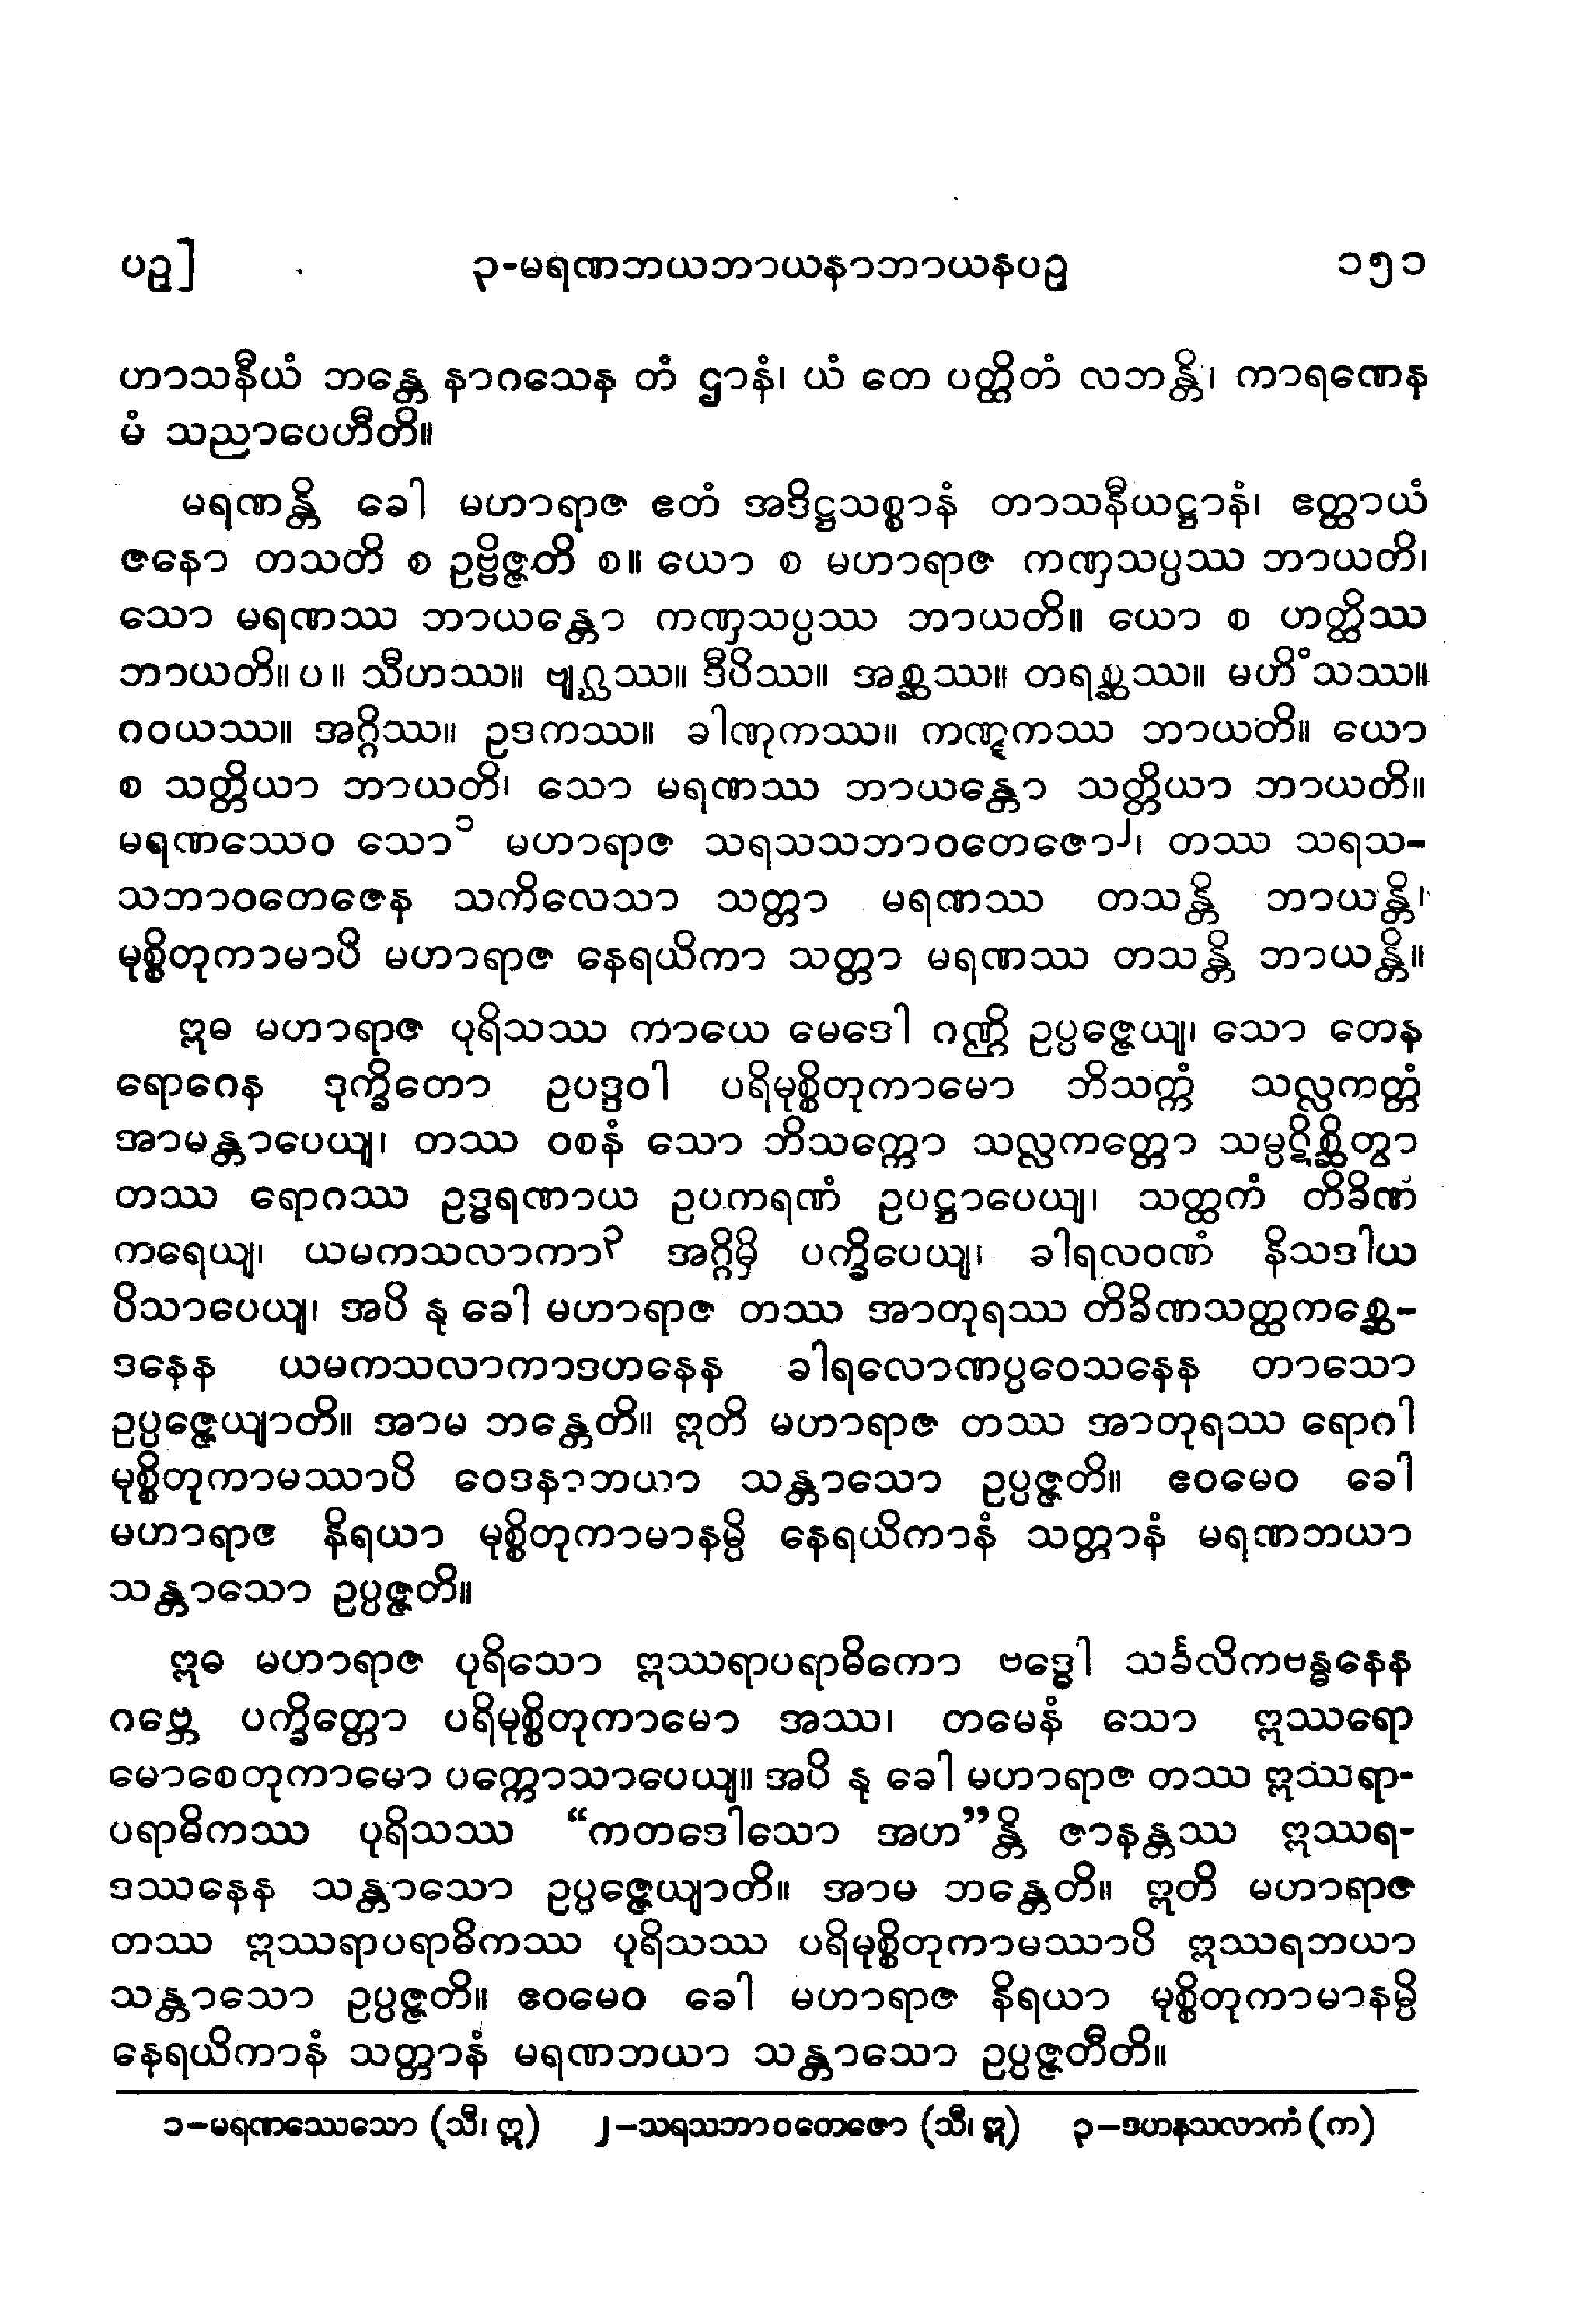 ပဥှ] ၃-မရဏဘယဘာယနာဘာယနပဥှ ၁၅၁
ဟာသနီယံ ဘန္တေ နာဂသေန တံ ဌာနံ၊ ယံ တေ ပတ္ထိတံ လဘန္တိ၊ ကာရဏေန
မံ သညာပေဟီတိ။
မရဏန္တိ ခေါ မဟာရာဇ ဧတံ အဒိဋ္ဌသစ္စာနံ တာသနီယဋ္ဌာနံ၊ ဧတ္ထာယံ
ဇနော တသတိ စ ဥဗ္ဗိဇ္ဇတိ စ။ ယော စ မဟာရာဇ ကဏှသပ္ပဿ ဘာယတိ၊
သော မရဏဿ ဘာယန္တော ကဏှသပ္ပဿ ဘာယတိ။ ယော စ ဟတ္ထိဿ
ဘာယတိ။ ပ။ သီဟဿ။ ဗျဂ္ဃဿ။ ဒီပိဿ။ အစ္ဆဿ။ တရစ္ဆဿ။ မဟိံသဿ။
ဂဝယဿ။ အဂ္ဂိဿ။ ဥဒကဿ။ ခါဏုကဿ။ ကဏ္ဋကဿ ဘာယတိ။ ယော
စ သတ္တိယာ ဘာယတိ၊ သော မရဏဿ ဘာယန္တော သတ္တိယာ ဘာယတိ။
မရဏဿေဝ သော၁ မဟာရာဇ သရသသဘာဝတေဇော၂၊ တဿ သရသ-
သဘာဝတေဇေန သကိလေသာ သတ္တာ မရဏဿ တသန္တိ ဘာယန္တိ၊
မုစ္စိတုကာမာပိ မဟာရာဇ နေရယိကာ သတ္တာ မရဏဿ တသန္တိ ဘာယန္တိ။
ဣဓ မဟာရာဇ ပုရိသဿ ကာယေ မေဒေါ ဂဏ္ဌိ ဥပ္ပဇ္ဇေယျ၊ သော တေန
ရောဂေန ဒုက္ခိတော ဥပဒ္ဒဝါ ပရိမုစ္စိတုကာမော ဘိသက္ကံ သလ္လကတ္တံ
အာမန္တာပေယျ၊ တဿ ဝစနံ သော ဘိသက္ကော သလ္လကတ္တော သမ္ပဋိစ္ဆိတွာ
တဿ ရောဂဿ ဥဒ္ဓရဏာယ ဥပကရဏံ ဥပဋ္ဌာပေယျ၊ သတ္ထကံ တိခိဏံ
ကရေယျ၊ ယမကသလာကာ၃ အဂ္ဂိမှိ ပက္ခိပေယျ၊ ခါရလဝဏံ နိသဒါယ
ပိသာပေယျ၊ အပိ နု ခေါ မဟာရာဇ တဿ အာတုရဿ တိခိဏသတ္ထကစ္ဆေ-
ဒနေန ယမကသလာကာဒဟနေန ခါရလောဏပ္ပဝေသနေန တာသော
ဥပ္ပဇ္ဇေယျာတိ။ အာမ ဘန္တေတိ။ ဣတိ မဟာရာဇ တဿ အာတုရဿ ရောဂါ
မုစ္စိတုကာမဿာပိ ဝေဒနာဘယာ သန္တာသော ဥပ္ပဇ္ဇတိ။ ဧဝမေဝ ခေါ
မဟာရာဇ နိရယာ မုစ္စိတုကာမာနမ္ပိ နေရယိကာနံ သတ္တာနံ မရဏဘယာ
သန္တာသော ဥပ္ပဇ္ဇတိ။
ဣဓ မဟာရာဇ ပုရိသော ဣဿရာပရာဓိကော ဗဒ္ဓေါ သင်္ခလိကဗန္ဓနေန
ဂဗ္ဘေ ပက္ခိတ္တော ပရိမုစ္စိတုကာမော အဿ၊ တမေနံ သော ဣဿရော
မောစေတုကာမော ပက္ကောသာပေယျ။ အပိ နု ခေါ မဟာရာဇ တဿ ဣဿရာ-
ပရာဓိကဿ ပုရိသဿ “ကတဒေါသော အဟ”န္တိ ဇာနန္တဿ ဣဿရ-
ဒဿနေန သန္တာသော ဥပ္ပဇ္ဇေယျာတိ။ အာမ ဘန္တေတိ။ ဣတိ မဟာရာဇ
တဿ ဣဿရာပရာဓိကဿ ပုရိသဿ ပရိမုစ္စိတုကာမဿာပိ ဣဿရဘယာ
သန္တာသော ဥပ္ပဇ္ဇတိ။ ဧဝမေဝ ခေါ မဟာရာဇ နိရယာ မုစ္စိတုကာမာနမ္ပိ
နေရယိကာနံ သတ္တာနံ မရဏဘယာ သန္တာသော ဥပ္ပဇ္ဇတီတိ။
၁-မရဏဿေသော (သီ၊ ဣ) ၂-သရသဘာဝတေဇော (သီ၊ ဣ) ၃-ဒဟနသလာကံ (က)